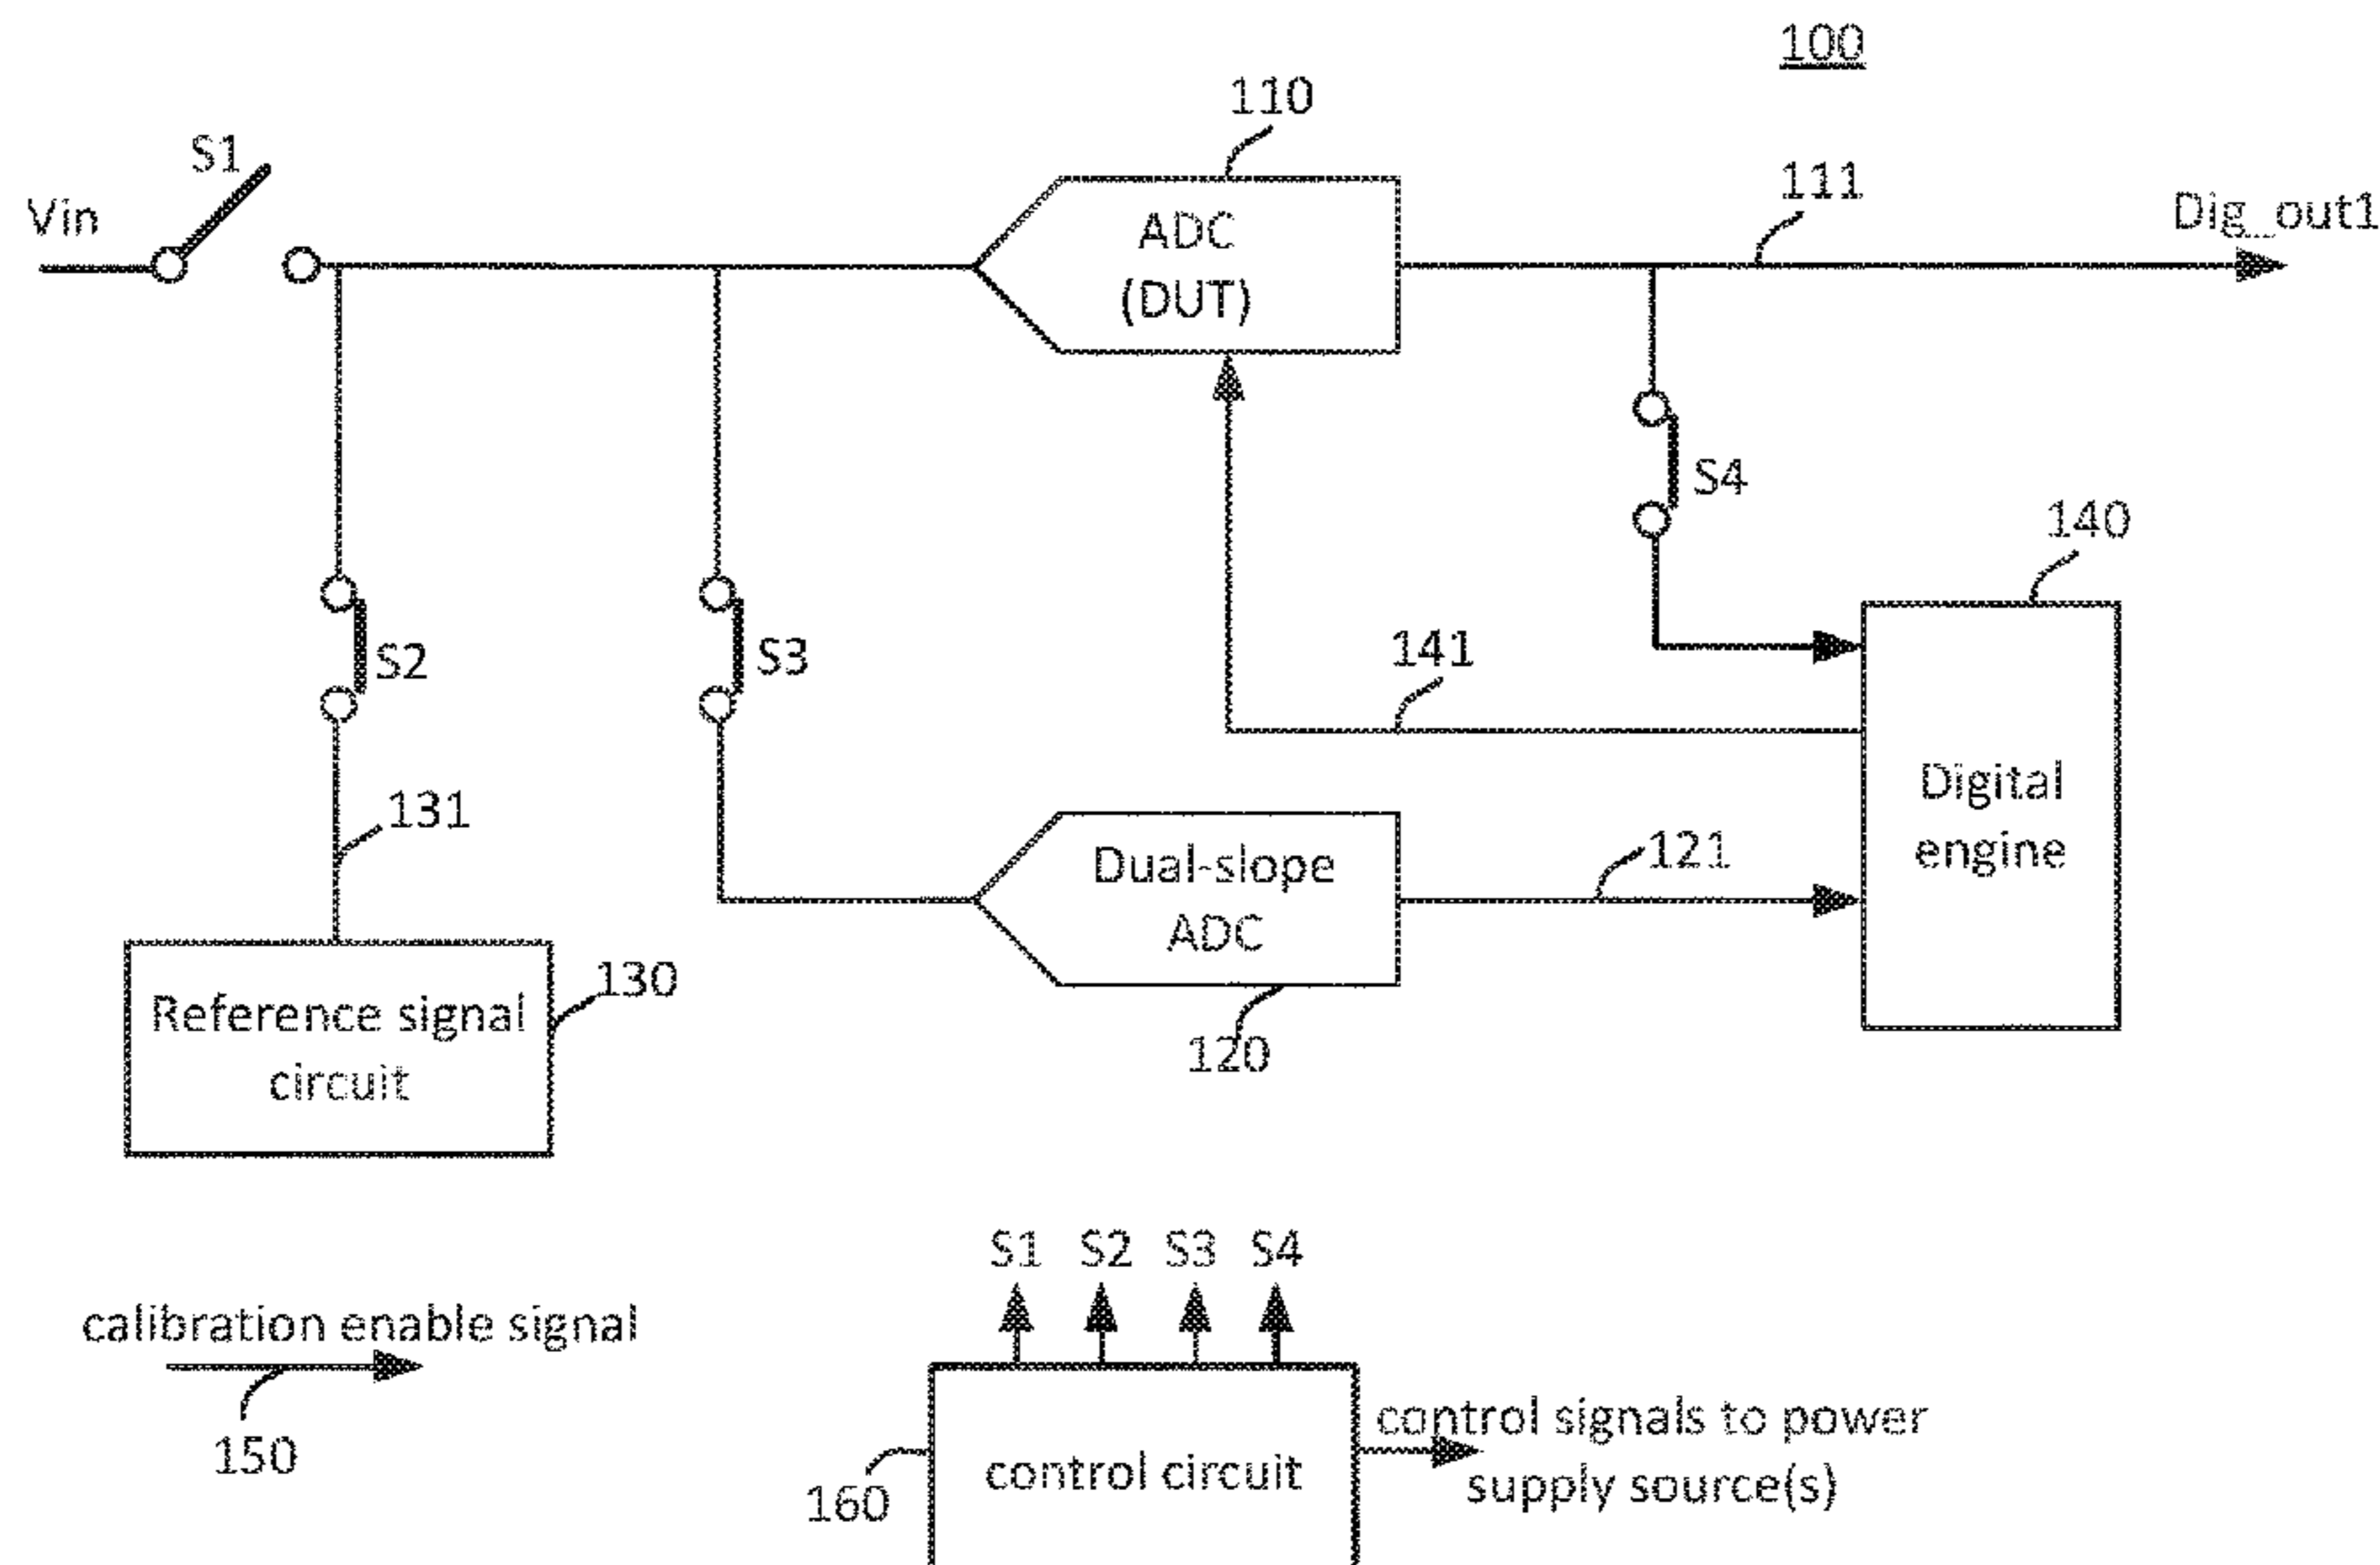 100
110
S1
Vin
ADC
(DUT)
111
Dig_out1
S4
140
S2
S3
141
131
Digital
engine
Dual-slope
ADC
121
130
Reference signal
circuit
120
S1 S2 S3 S4
calibration enable signal
150
control circuit
160
control signals to power
supply source(s)